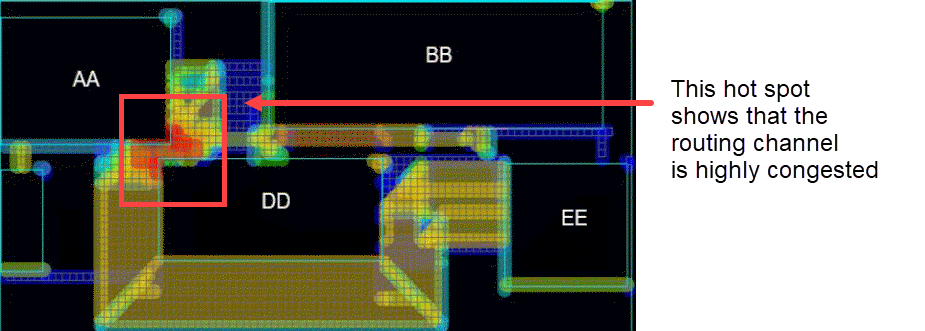 AA
BB
DD
EE
This hot spot
shows that the
routing channel
is highly congested